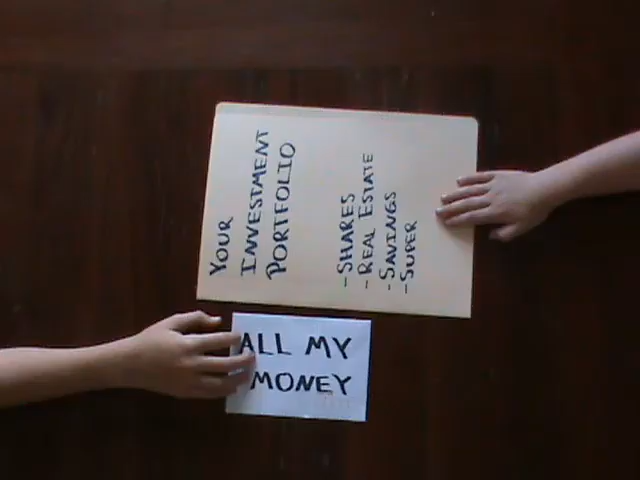 YOUR
INVESTMENT
PORTFOLIO
- SHARES
- REAL ESTATE
- SAVINGS
- SUPER
ALL MY
MONEY